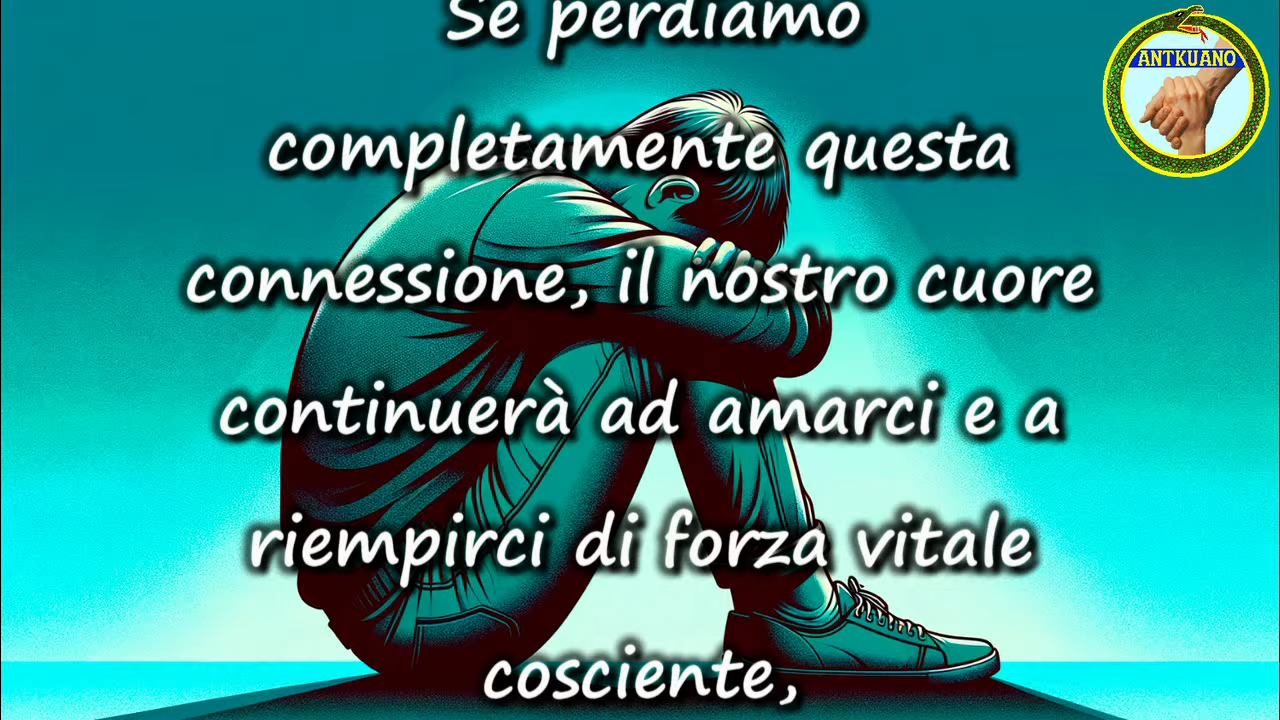 Se perdiamo
ANTKUANO
completamente questa
connessione, il nostro cuore
continuerà ad amarci e a
riempirci di forza vitale
cosciente,